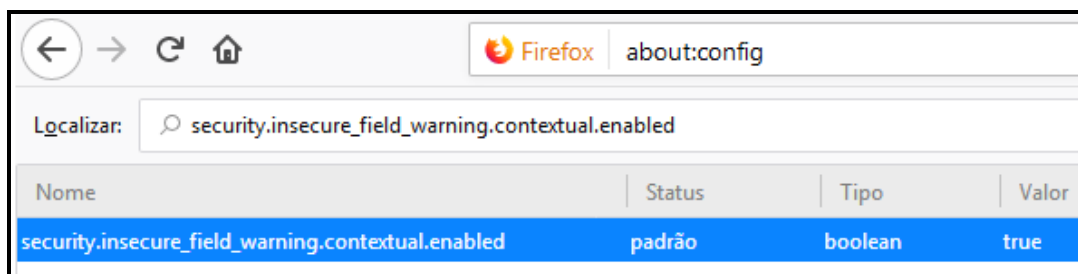 Firefox about:config
Localizar: security.insecure_field_warning.contextual.enabled
Nome Status Tipo Valor
security.insecure_field_warning.contextual.enabled padrão boolean true